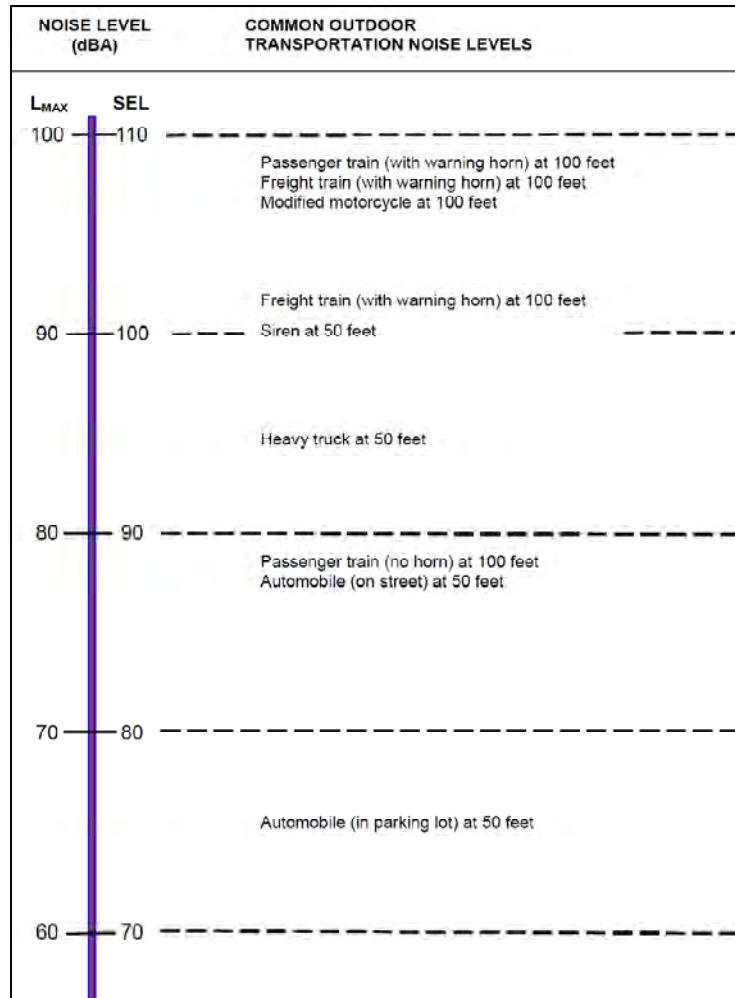 NOISE LEVEL
(dBA)
COMMON OUTDOOR
TRANSPORTATION NOISE LEVELS
LMAX SEL
100 110
Passenger train (with warning horn) at 100 feet
Freight train (with warning horn) at 100 feet
Modified motorcycle at 100 feet
Freight train (with warning horn) at 100 feet
90 100 Siren at 50 feet
Heavy truck at 50 feet
80 90
Passenger train (no horn) at 100 feet
Automobile (on street) at 50 feet
70 80
Automobile (in parking lot) at 50 feet
60 70